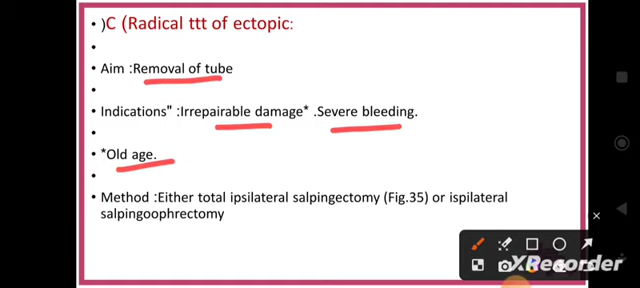 )C (Radical ttt of ectopic:
Aim :Removal of tube
Indications" :Irrepairable damage* .Severe bleeding.
*Old age.
Method :Either total ipsilateral salpingectomy (Fig.35) or ispilateral
salpingoophrectomy
XRecorder